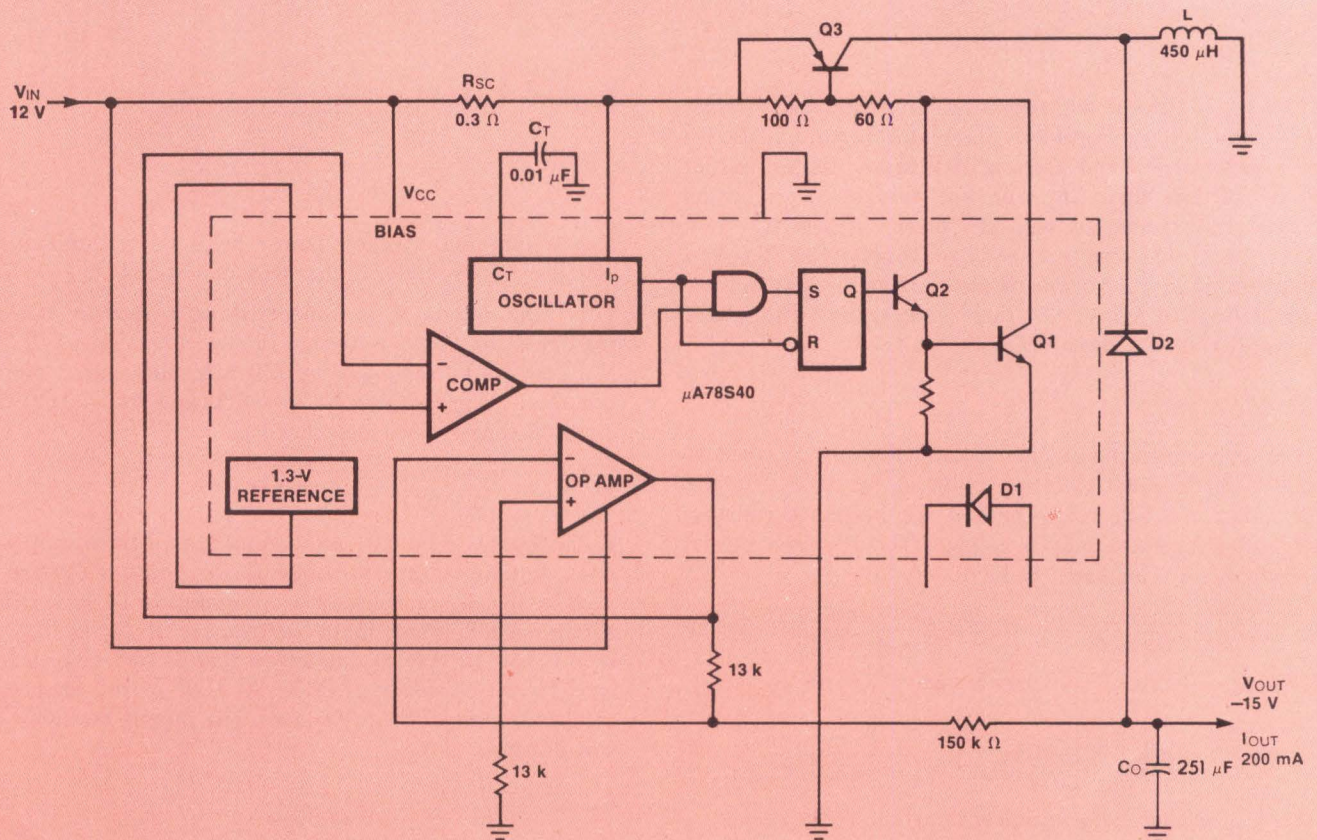 Q3
L
450 μH
VIN
12 V
RSC
0.3 Ω
100 Ω
60 Ω
CT
0.01 μF
VCC
BIAS
CT
Ip
OSCILLATOR
S
Q
R
Q2
Q1
D2
−
COMP
+
μA78S40
1.3-V
REFERENCE
−
OP AMP
+
D1
13 k
VOUT
−15 V
150 k Ω
IOUT
200 mA
13 k
CO
251 μF